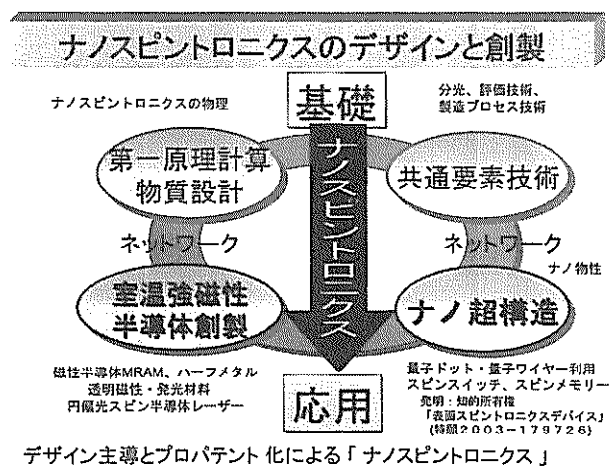 ナノスピントロニクスのデザインと創製
ナノスピントロニクスの物理
基礎
分光、評価技術、
製造プロセス技術
第一原理計算
物質設計
ナノスピントロニクス
共通要素技術
ネットワーク
ネットワーク
ナノ物性
室温強磁性
半導体創製
ナノ超構造
磁性半導体MRAM、ハーフメタル
透明磁性・発光材料
円偏光スピン半導体レーザー
応用
量子ドット・量子ワイヤー利用
スピンスイッチ、スピンメモリー
発明：知的所有権
「表面スピントロニクスデバイス」
(特願2003－179726)
デザイン主導とプロパテント化による「ナノスピントロニクス」